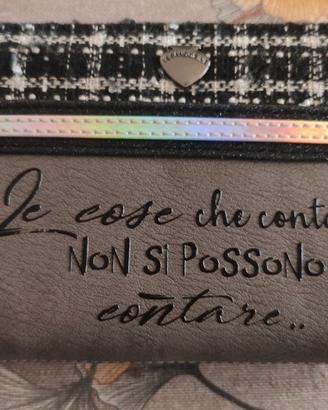 Le cose che conta
NON Si POSSONO
contare..